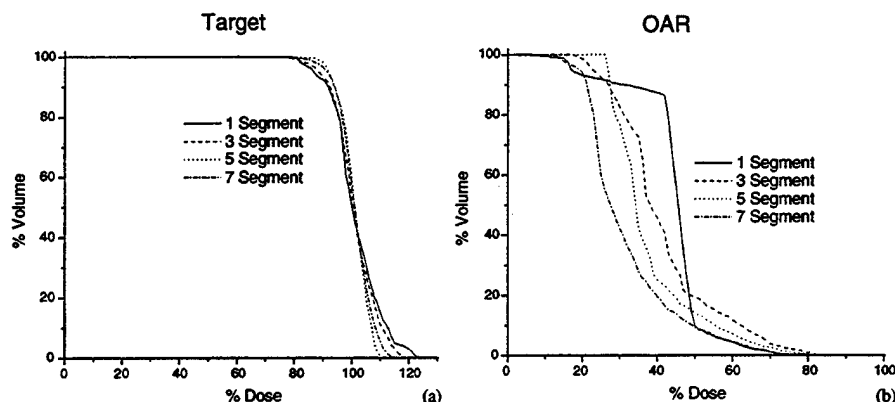 Target
100
80
60
40
20
0
% Volume
1 Segment
3 Segment
5 Segment
7 Segment
0 20 40 60 80 100 120
% Dose
(a)
OAR
100
80
60
40
20
0
% Volume
1 Segment
3 Segment
5 Segment
7 Segment
0 20 40 60 80 100
% Dose
(b)